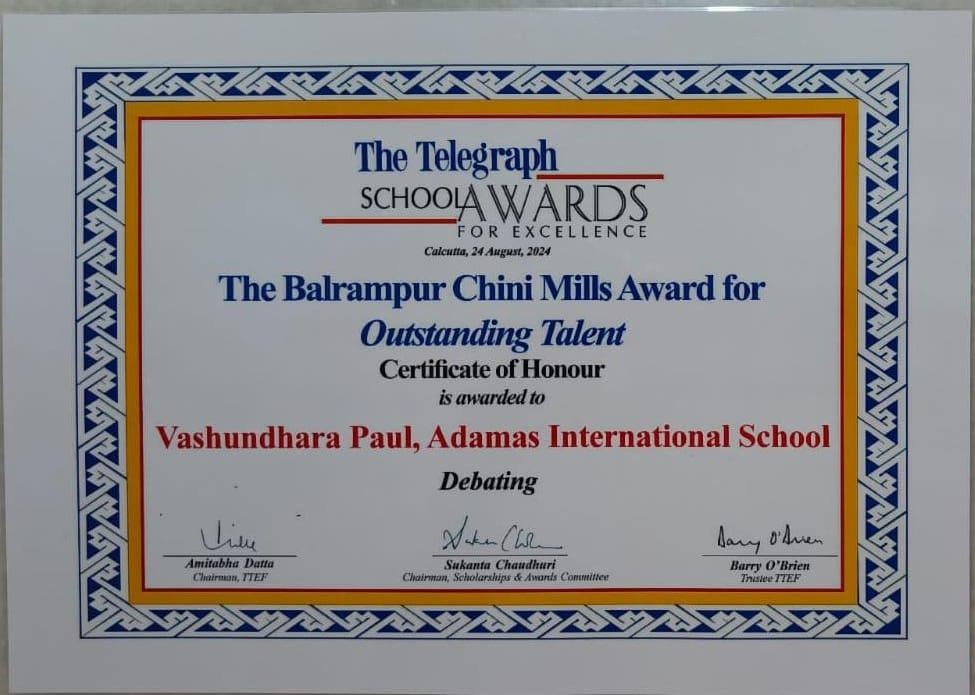 The Telegraph
SCHOOL AWARDS
FOR EXCELLENCE
Calcutta, 24 August, 2024
The Balrampur Chini Mills Award for
Outstanding Talent
Certificate of Honour
is awarded to
Vashundhara Paul, Adamas International School
Debating
Amitabha Datta
Chairman, TTEF
Sukanta Chaudhuri
Chairman, Scholarships & Awards Committee
Barry O'Brien
Barry O'Brien
Trustee TTEF